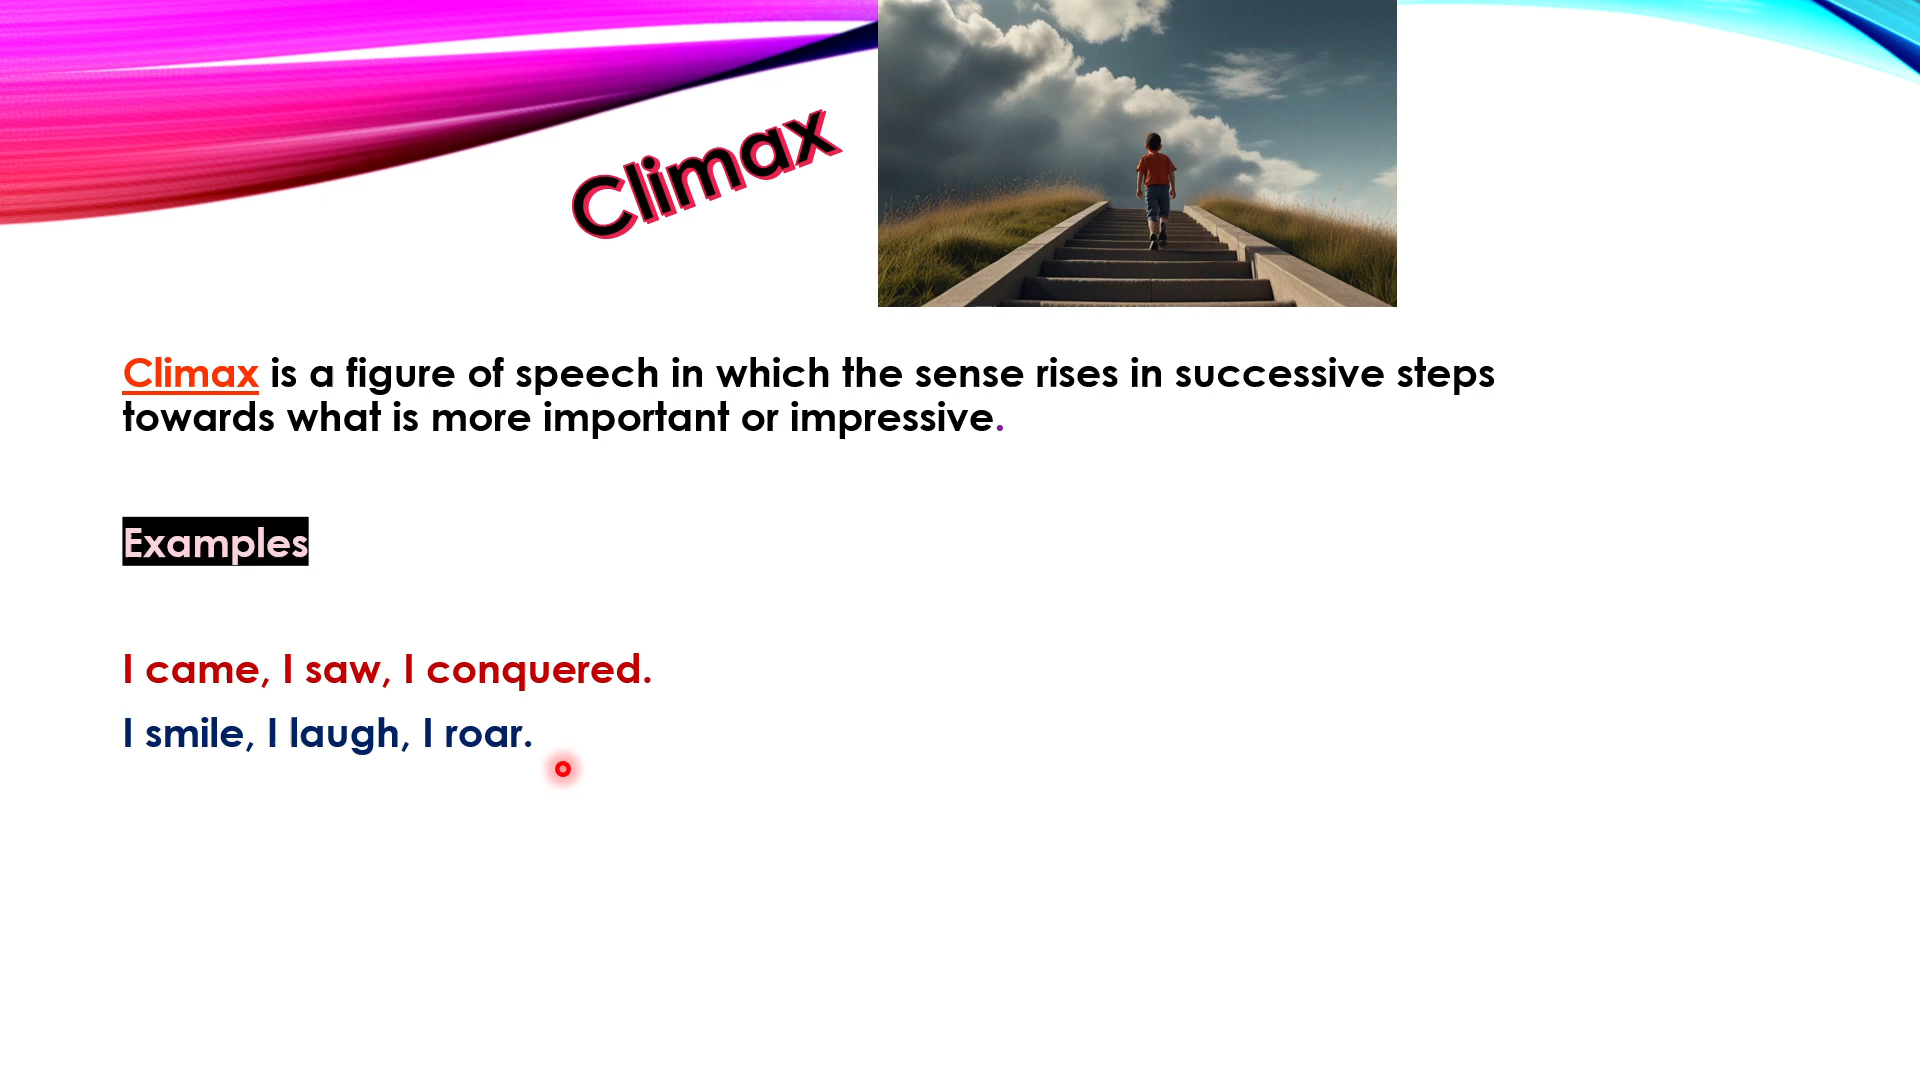 Climax
Climax is a figure of speech in which the sense rises in successive steps
towards what is more important or impressive.
Examples
I came, I saw, I conquered.
I smile, I laugh, I roar.